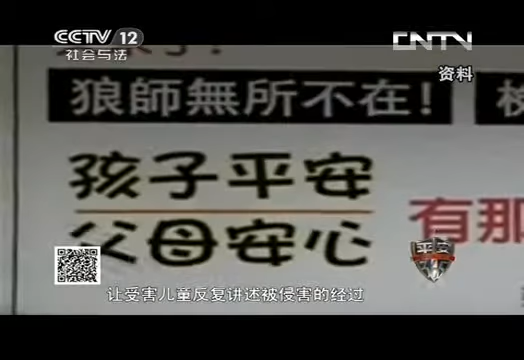 CCTV 12
社会与法
CNTV
资料
狼師無所不在!
孩子平安
父母安心
有那
平安
让受害儿童反复讲述被侵害的经过